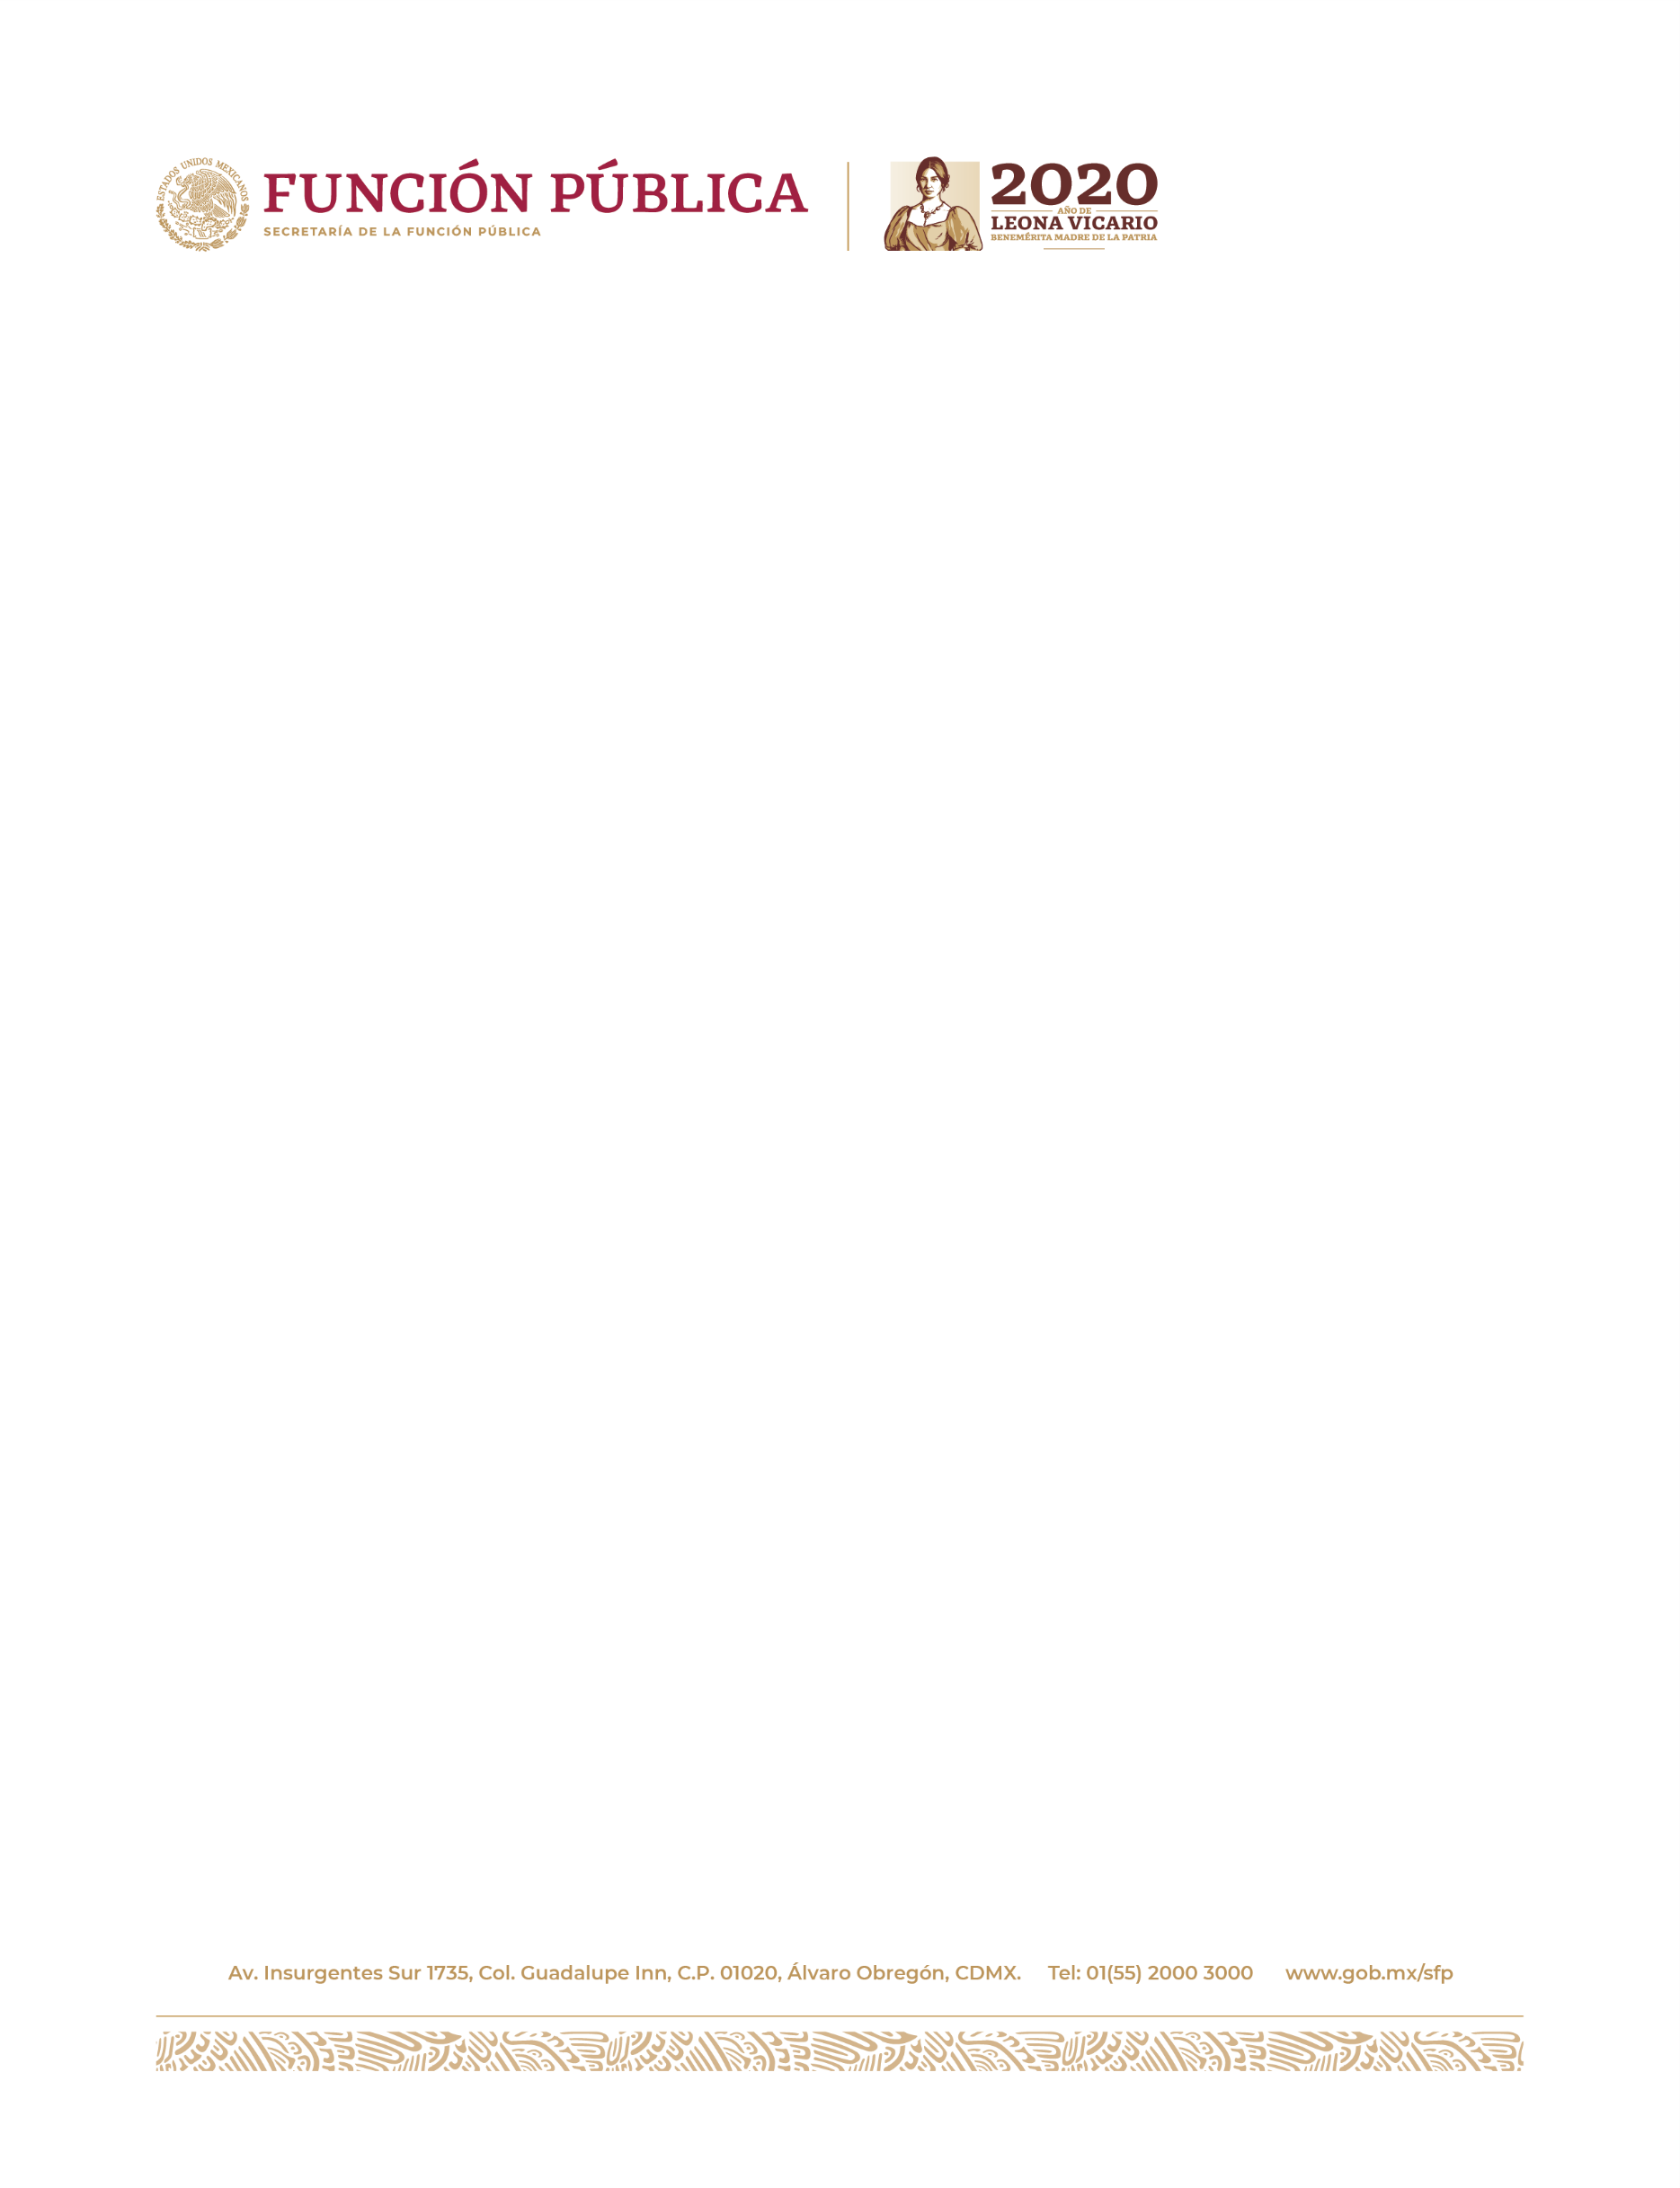 ESTADOS UNIDOS MEXICANOS
FUNCIÓN PÚBLICA
SECRETARÍA DE LA FUNCIÓN PÚBLICA
2020
AÑO DE
LEONA VICARIO
BENEMÉRITA MADRE DE LA PATRIA
Av. Insurgentes Sur 1735, Col. Guadalupe Inn, C.P. 01020, Álvaro Obregón, CDMX. Tel: 01(55) 2000 3000 www.gob.mx/sfp